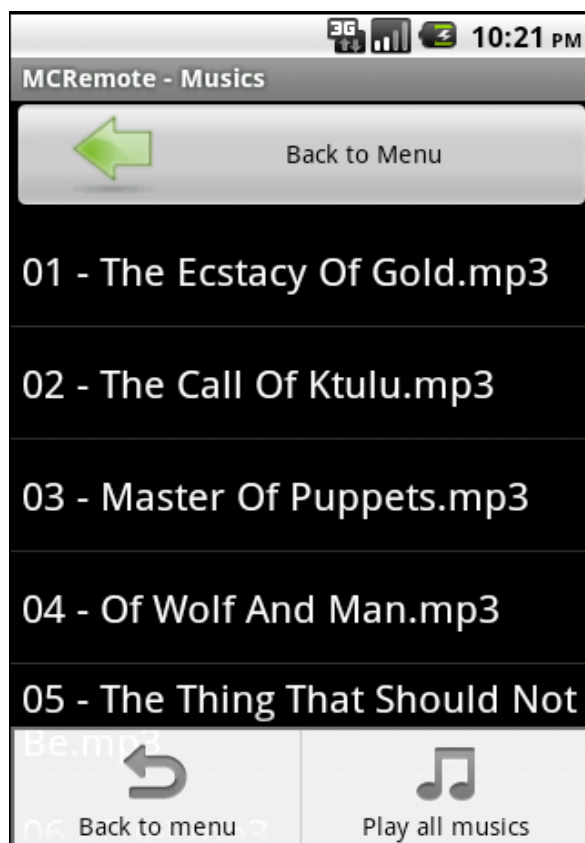 3G 10:21 PM
MCRemote - Musics
Back to Menu
01 - The Ecstacy Of Gold.mp3
02 - The Call Of Ktulu.mp3
03 - Master Of Puppets.mp3
04 - Of Wolf And Man.mp3
05 - The Thing That Should Not
Be.mp3
06
Back to menu
Play all musics